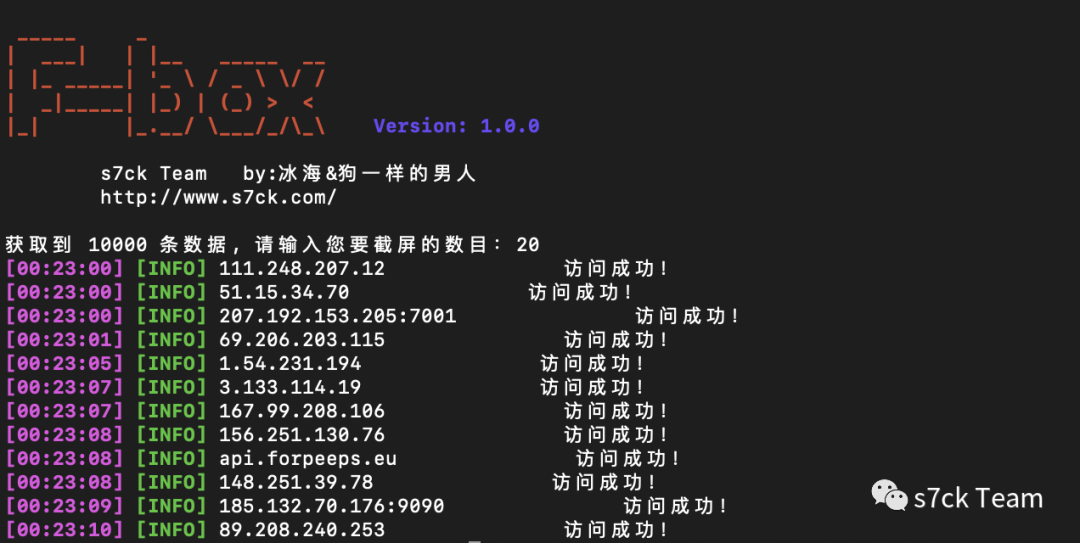 F-box
Version: 1.0.0
s7ck Team by:冰海&狗一样的男人
http://www.s7ck.com/
获取到 10000 条数据, 请输入您要截屏的数目: 20
[00:23:00] [INFO] 111.248.207.12 访问成功!
[00:23:00] [INFO] 51.15.34.70 访问成功!
[00:23:00] [INFO] 207.192.153.205:7001 访问成功!
[00:23:01] [INFO] 69.206.203.115 访问成功!
[00:23:05] [INFO] 1.54.231.194 访问成功!
[00:23:07] [INFO] 3.133.114.19 访问成功!
[00:23:07] [INFO] 167.99.208.106 访问成功!
[00:23:08] [INFO] 156.251.130.76 访问成功!
[00:23:08] [INFO] api.forpeeps.eu 访问成功!
[00:23:08] [INFO] 148.251.39.78 访问成功!
[00:23:09] [INFO] 185.132.70.176:9090 访问成功!
[00:23:10] [INFO] 89.208.240.253 访问成功!
s7ck Team